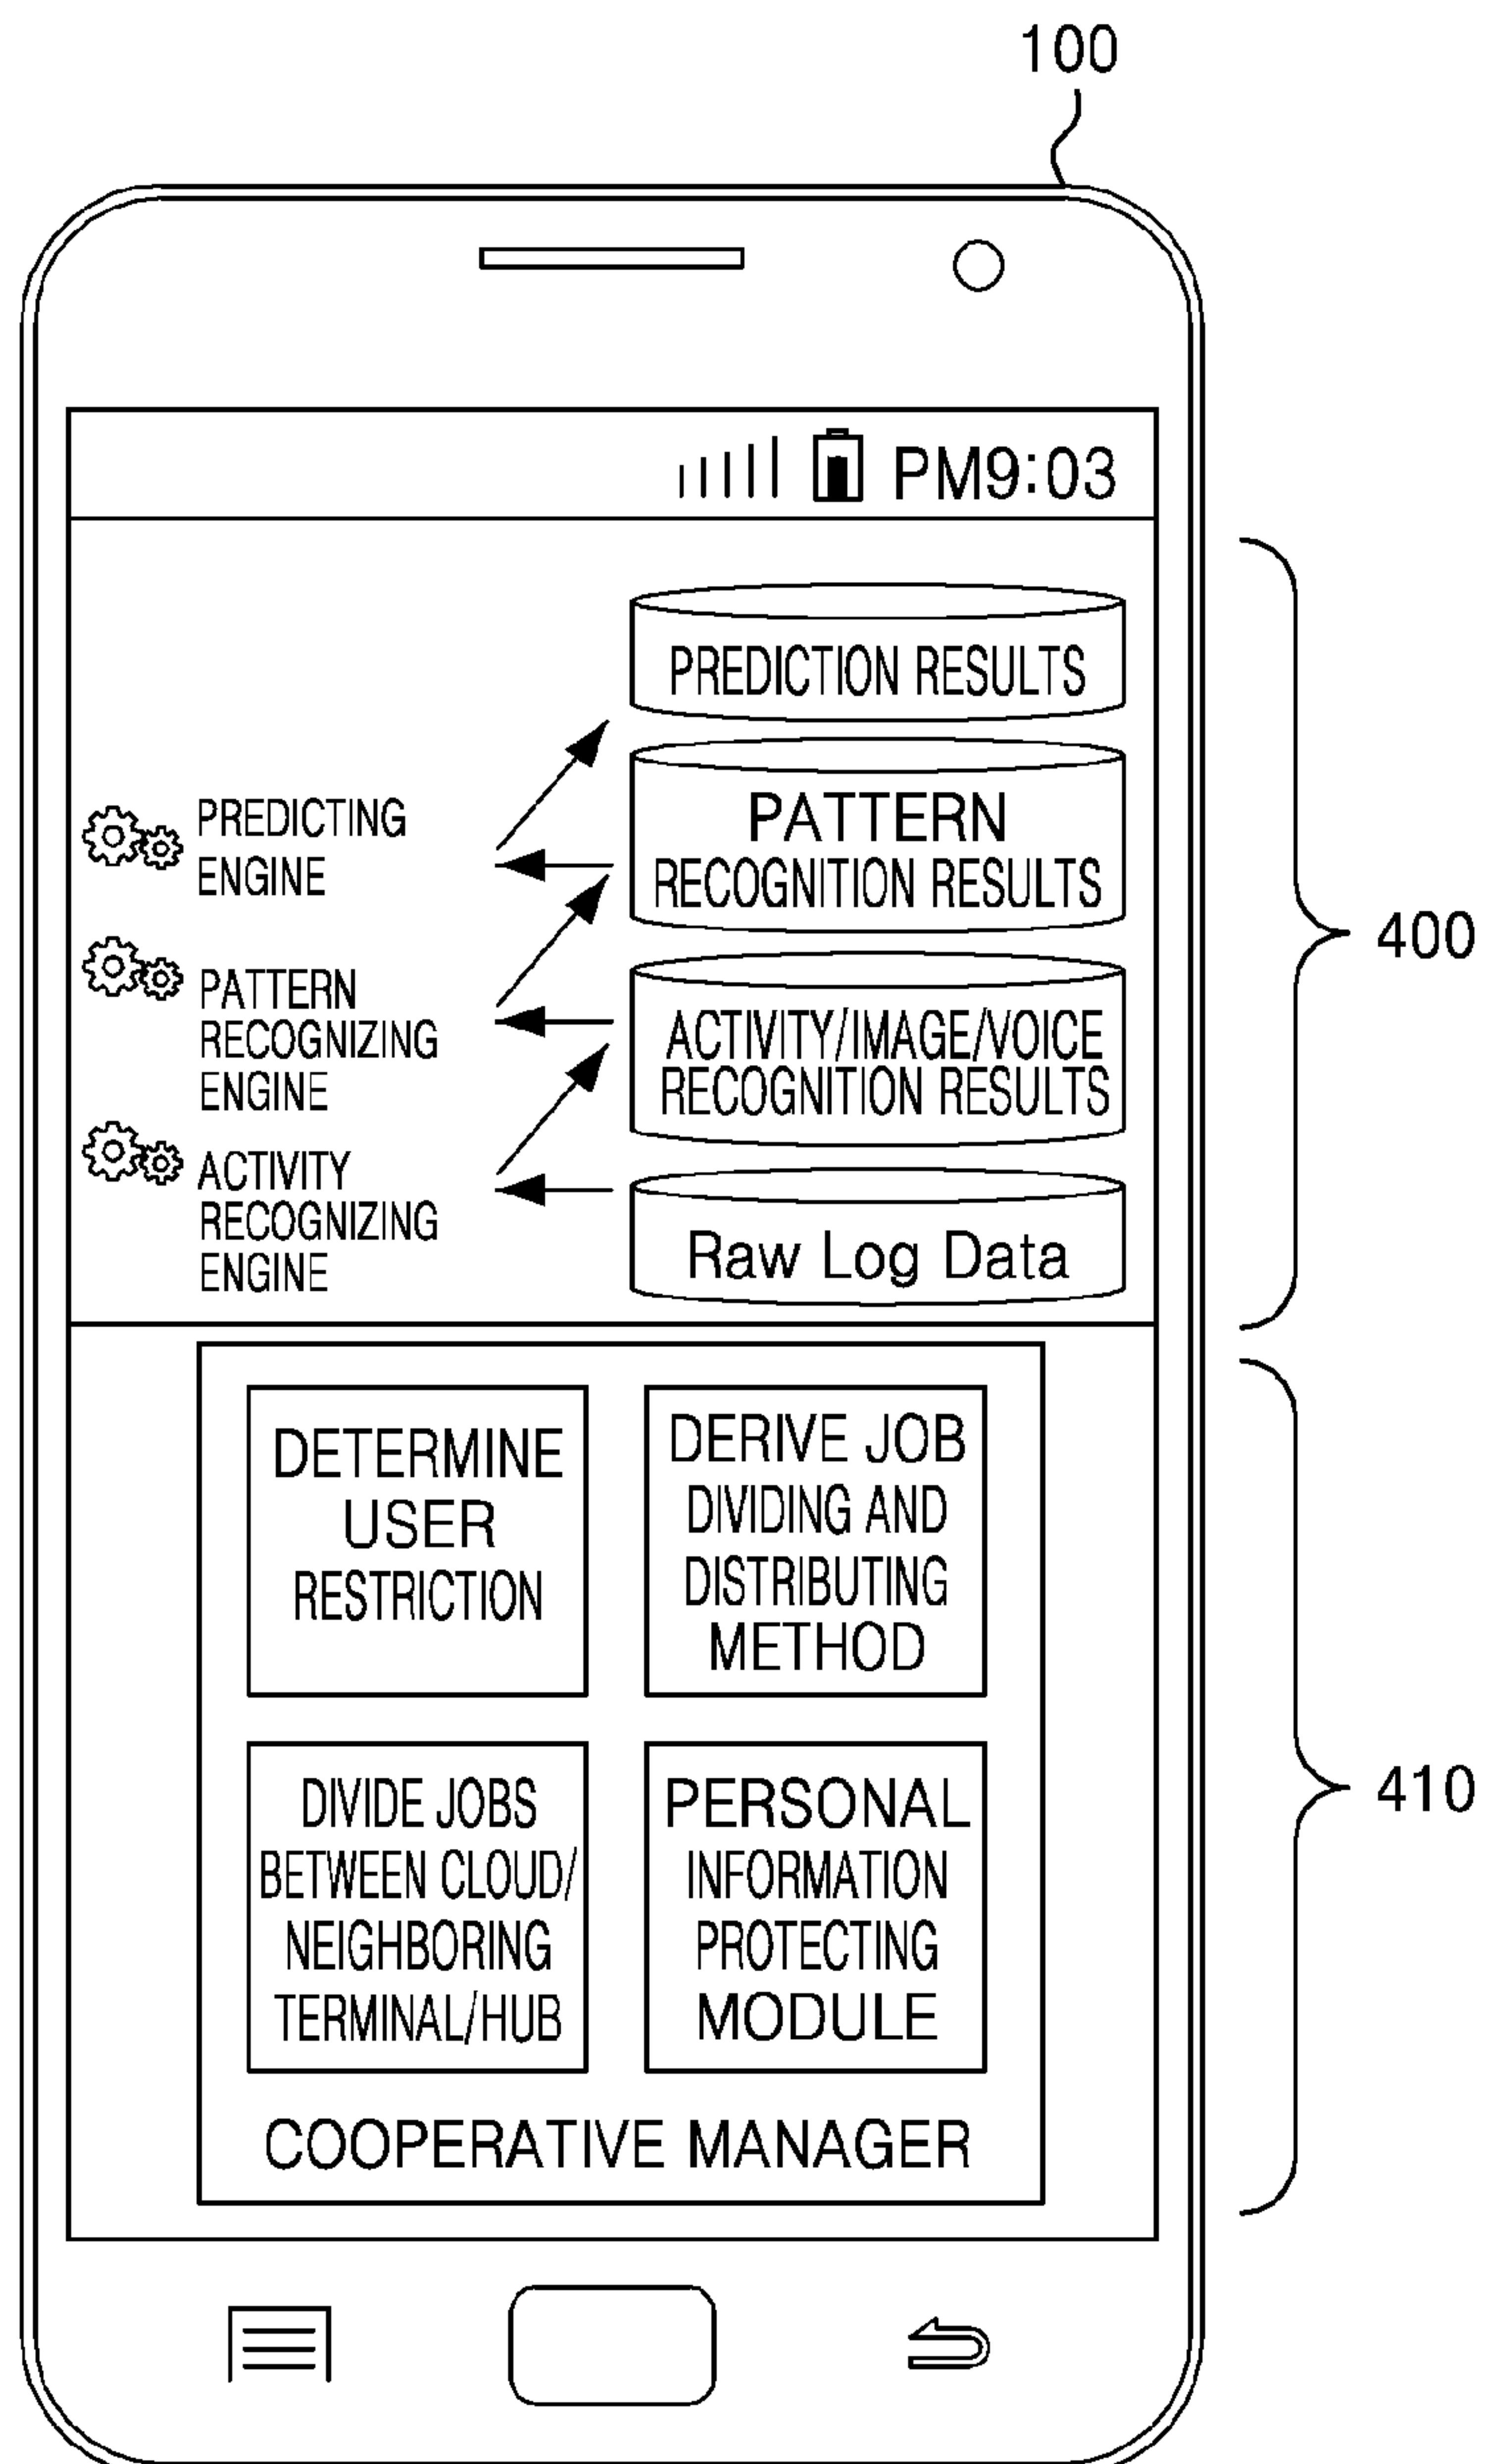 100
PM9:03
PREDICTION RESULTS
PREDICTING
ENGINE
PATTERN
RECOGNITION RESULTS
PATTERN
RECOGNIZING
ENGINE
ACTIVITY/IMAGE/VOICE
RECOGNITION RESULTS
ACTIVITY
RECOGNIZING
ENGINE
Raw Log Data
400
DETERMINE
USER
RESTRICTION
DERIVE JOB
DIVIDING AND
DISTRIBUTING
METHOD
DIVIDE JOBS
BETWEEN CLOUD/
NEIGHBORING
TERMINAL/HUB
PERSONAL
INFORMATION
PROTECTING
MODULE
COOPERATIVE MANAGER
410